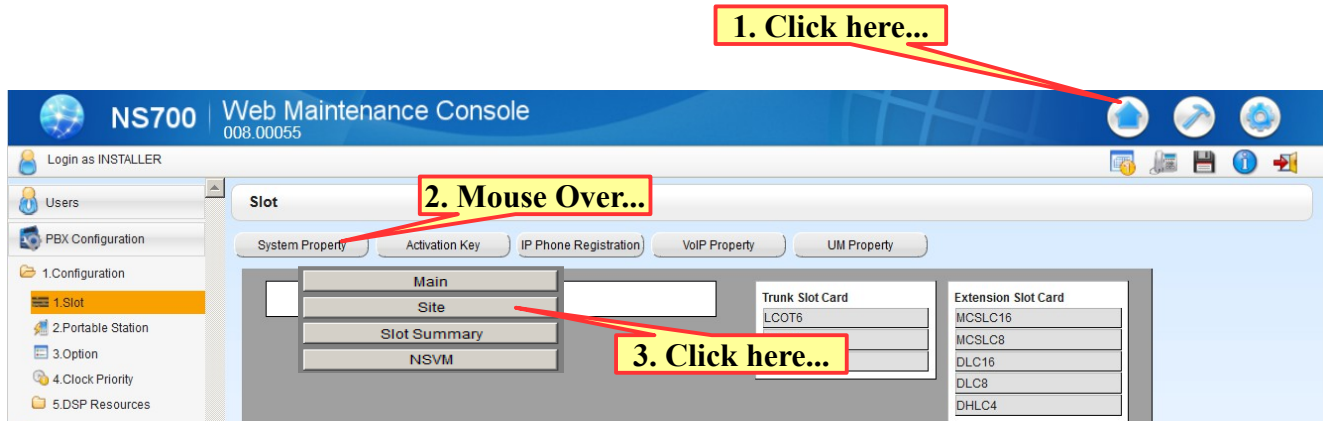 1. Click here...
NS700
Web Maintenance Console
008.00055
Login as INSTALLER
Users
Slot
2. Mouse Over...
PBX Configuration
System Property
Activation Key
IP Phone Registration
VoIP Property
UM Property
1.Configuration
1.Slot
2.Portable Station
3.Option
4.Clock Priority
5.DSP Resources
Main
Site
Slot Summary
NSVM
3. Click here...
Trunk Slot Card
LCOT6
Extension Slot Card
MCSLC16
MCSLC8
DLC16
DLC8
DHLC4